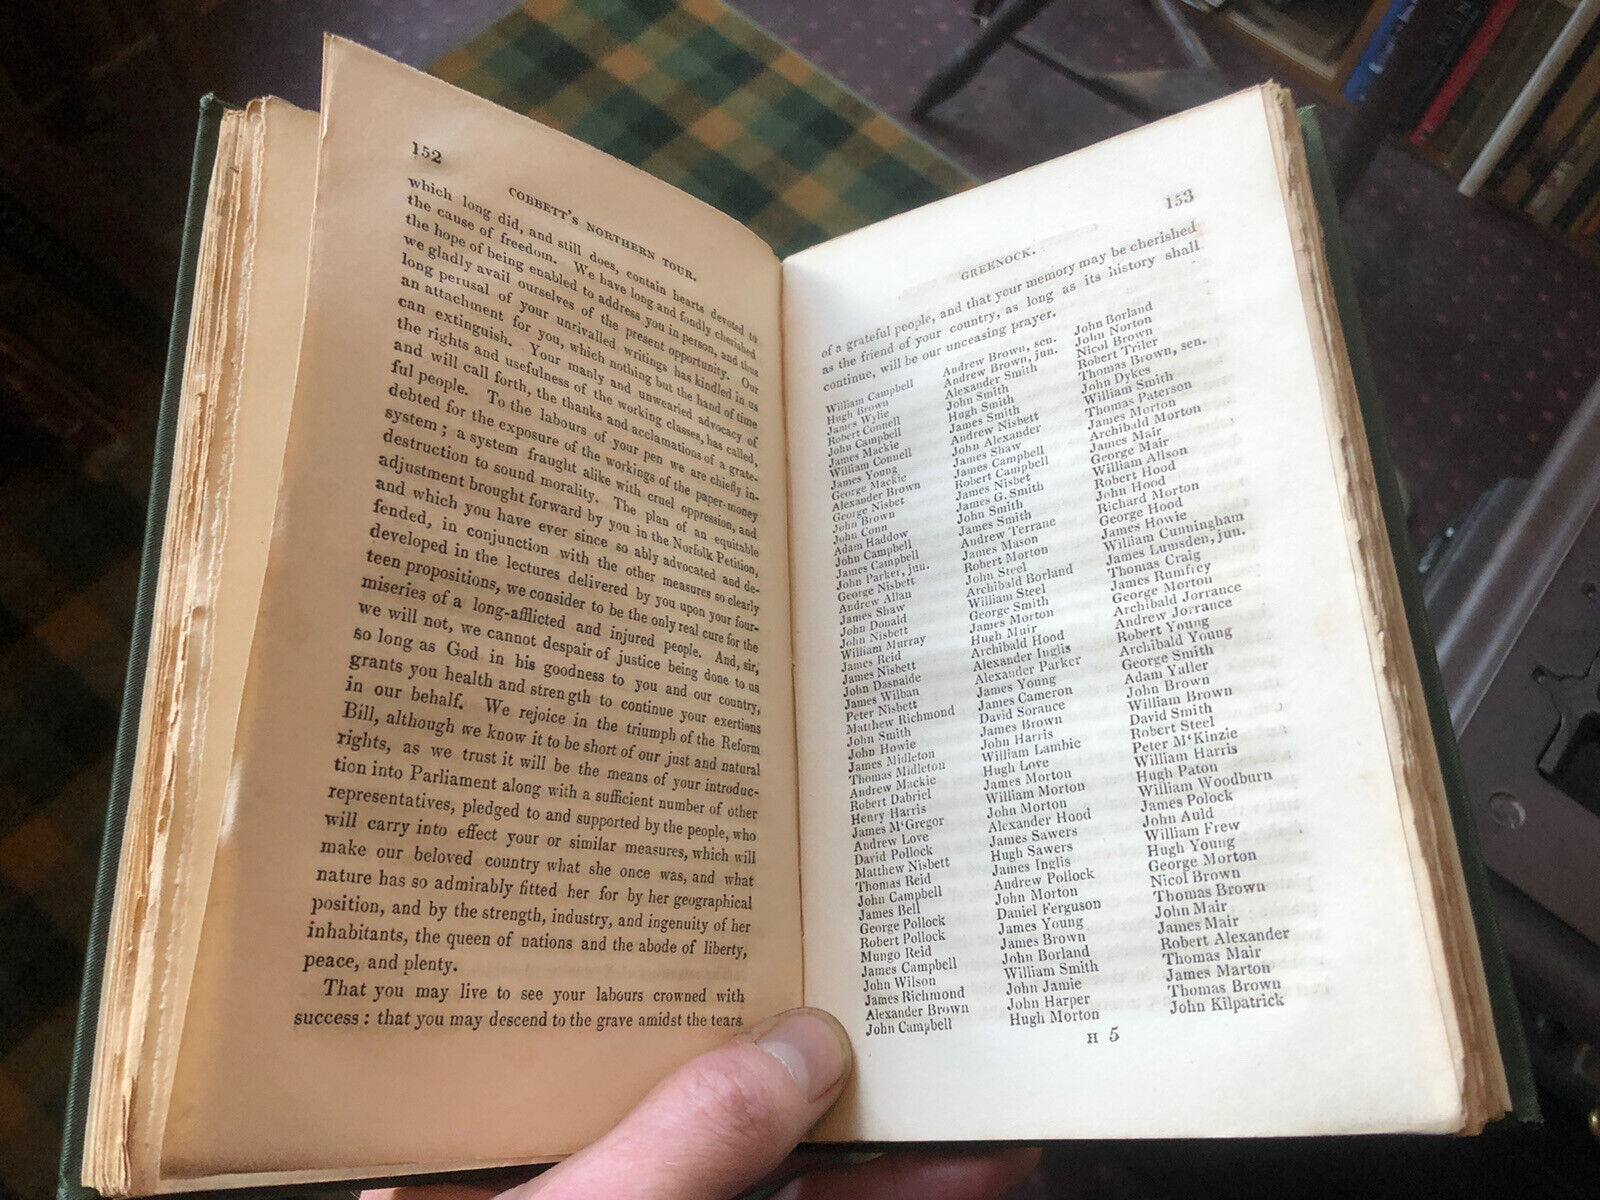 152
COBBETT'S NORTHERN TOUR.
which long did, and still does, contain hearts devoted to
the cause of freedom. We have long and fondly cherished
the hope of being enabled to address you in person, and thus
we gladly avail ourselves of the present opportunity. Our
long perusal of your unrivalled writings has kindled in us
an attachment for you, which nothing but the hand of time
can extinguish. Your manly and unwearied advocacy of
the rights and usefulness of the working classes, has called,
and will call forth, the thanks and acclamations of a grate-
ful people. To the labours of your pen we are chiefly in-
debted for the exposure of the workings of the paper-money
system; a system fraught alike with cruel oppression, and
destruction to sound morality. The plan of an equitable
adjustment brought forward by you in the Norfolk Petition,
and which you have ever since so ably advocated and de-
fended, in conjunction with the other measures so clearly
developed in the lectures delivered by you upon your four-
teen propositions, we consider to be the only real cure for the
miseries of a long-afflicted and injured people. And, sir,
we will not, we cannot despair of justice being done to us
so long as God in his goodness to you and our country,
grants you health and strength to continue your exertions
in our behalf. We rejoice in the triumph of the Reform
Bill, although we know it to be short of our just and natural
rights, as we trust it will be the means of your introduc-
tion into Parliament along with a sufficient number of other
representatives, pledged to and supported by the people, who
will carry into effect your or similar measures, which will
make our beloved country what she once was, and what
nature has so admirably fitted her for by her geographical
position, and by the strength, industry, and ingenuity of her
inhabitants, the queen of nations and the abode of liberty,
peace, and plenty.
That you may live to see your labours crowned with
success: that you may descend to the grave amidst the tears
153
GREENOCK.
of a grateful people, and that your memory may be cherished
as the friend of your country, as long as its history shall
continue, will be our unceasing prayer.
William Campbell
Hugh Brown
James Wylie
Robert Connell
John Campbell
James Mackie
William Connell
James Young
George Mackie
Alexander Brown
George Nisbet
John Brown
John Conn
Adam Haddow
John Campbell
James Campbell
John Parker, jun.
George Nisbett
Andrew Allan
James Shaw
John Donald
John Nisbett
William Murray
James Reid
James Nisbett
John Dasnalde
James Wilban
Peter Nisbett
Matthew Richmond
John Smith
John Howie
James Midleton
Thomas Midleton
Andrew Mackie
Robert Dabriel
Henry Harris
James M'Gregor
Andrew Love
David Pollock
Matthew Nisbett
Thomas Reid
John Campbell
James Bell
George Pollock
Robert Pollock
Mungo Reid
James Campbell
John Wilson
James Richmond
Alexander Brown
John Campbell
Andrew Brown, sen.
Andrew Brown, jun.
Alexander Smith
John Smith
Hugh Smith
James Smith
Andrew Nisbett
John Alexander
James Shaw
James Campbell
Robert Campbell
James Nisbet
James G. Smith
John Smith
James Smith
Andrew Terrane
James Mason
Robert Morton
John Steel
Archibald Borland
William Steel
George Smith
James Morton
Hugh Muir
Archibald Hood
Alexander Inglis
Alexander Parker
James Young
James Cameron
David Sorance
James Brown
John Harris
William Lambie
Hugh Love
James Morton
William Morton
John Morton
Alexander Hood
James Sawers
Hugh Sawers
James Inglis
Andrew Pollock
John Morton
Daniel Ferguson
James Young
James Brown
John Borland
William Smith
John Jamie
John Harper
Hugh Morton
John Borland
John Norton
Nicol Brown
Robert Triler
Thomas Brown, sen.
John Dykes
William Smith
Thomas Paterson
James Morton
Archibald Morton
James Mair
George Mair
William Alison
Robert Hood
John Hood
Richard Morton
George Hood
James Howie
William Cunningham
James Lumsden, jun.
Thomas Craig
James Rumfrey
George Morton
Archibald Jorrance
Andrew Jorrance
Robert Young
Archibald Young
George Smith
Adam Yaller
John Brown
William Brown
David Smith
Robert Steel
Peter M'Kinzie
William Harris
Hugh Paton
William Woodburn
James Polock
John Auld
William Frew
Hugh Young
George Morton
Nicol Brown
Thomas Brown
John Mair
James Mair
Robert Alexander
Thomas Mair
James Marton
Thomas Brown
John Kilpatrick
H 5